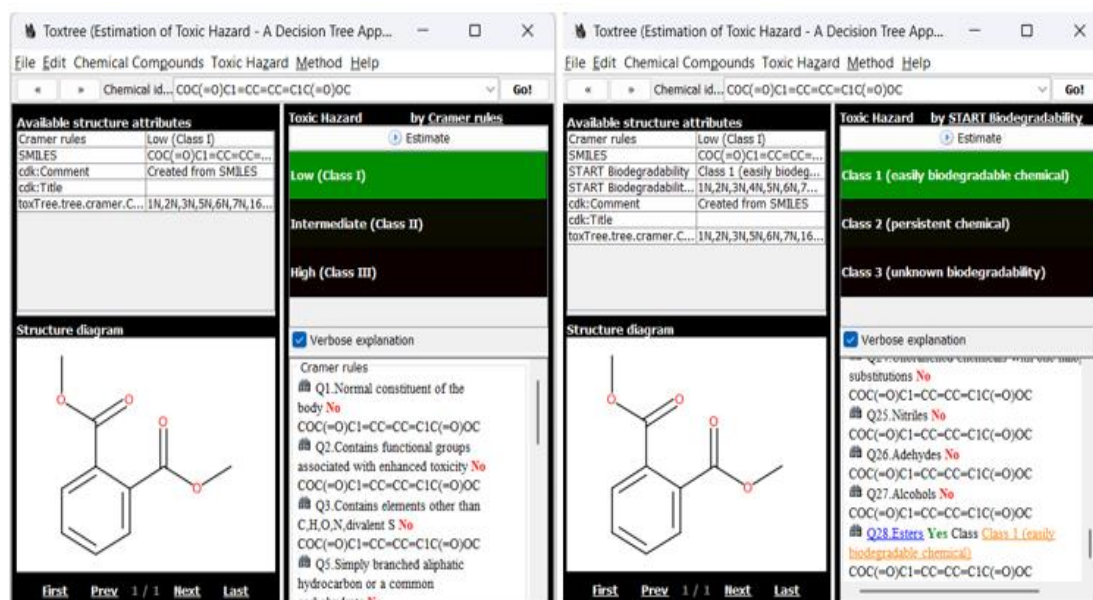 Toxtree (Estimation of Toxic Hazard - A Decision Tree App...
File Edit Chemical Compounds Toxic Hazard Method Help
Chemical id... COC(=O)C1=CC=CC=C1C(=O)OC Go!
Available structure attributes
Cramer rules Low (Class I)
SMILES COC(=O)C1=CC=CC=...
cdk:Comment Created from SMILES
cdk:Title
toxTree.tree.cramer.C... 1N,2N,3N,5N,6N,7N,16...
Structure diagram
O
O
O
O
First Prev 1 / 1 Next Last
Toxic Hazard by Cramer rules
Estimate
Low (Class I)
Intermediate (Class II)
High (Class III)
Verbose explanation
Cramer rules
Q1.Normal constituent of the
body No
COC(=O)C1=CC=CC=C1C(=O)OC
Q2.Contains functional groups
associated with enhanced toxicity No
COC(=O)C1=CC=CC=C1C(=O)OC
Q3.Contains elements other than
C,H,O,N,divalent S No
COC(=O)C1=CC=CC=C1C(=O)OC
Q5.Simply branched aliphatic
hydrocarbon or a common
Toxtree (Estimation of Toxic Hazard - A Decision Tree App...
File Edit Chemical Compounds Toxic Hazard Method Help
Chemical id... COC(=O)C1=CC=CC=C1C(=O)OC Go!
Available structure attributes
Cramer rules Low (Class I)
SMILES COC(=O)C1=CC=CC=...
START Biodegradability Class 1 (easily biodeg...
START Biodegradabilit... 1N,2N,3N,4N,5N,6N,7...
cdk:Comment Created from SMILES
cdk:Title
toxTree.tree.cramer.C... 1N,2N,3N,5N,6N,7N,16...
Structure diagram
O
O
O
O
First Prev 1 / 1 Next Last
Toxic Hazard by START Biodegradability
Estimate
Class 1 (easily biodegradable chemical)
Class 2 (persistent chemical)
Class 3 (unknown biodegradability)
Verbose explanation
substitutions No
COC(=O)C1=CC=CC=C1C(=O)OC
Q25.Nitriles No
COC(=O)C1=CC=CC=C1C(=O)OC
Q26.Adehydes No
COC(=O)C1=CC=CC=C1C(=O)OC
Q27.Alcohols No
COC(=O)C1=CC=CC=C1C(=O)OC
Q28.Esters Yes Class Class 1 (easily
biodegradable chemical)
COC(=O)C1=CC=CC=C1C(=O)OC